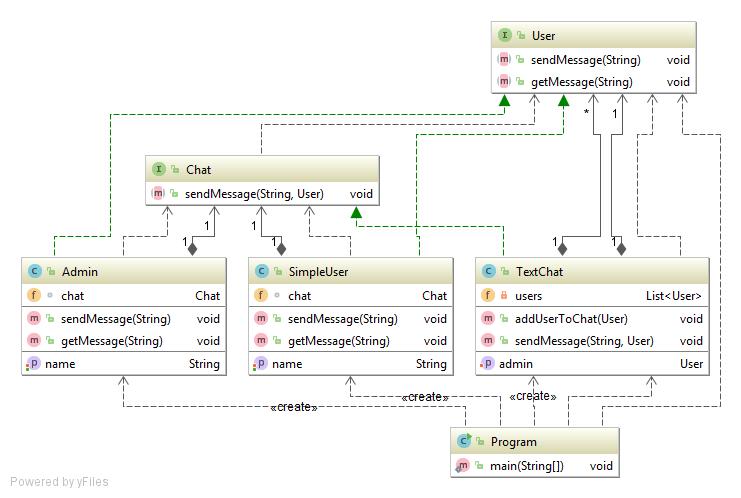 I User
m sendMessage(String) void
m getMessage(String) void
* 1
I Chat
m sendMessage(String, User) void
1 1
1 1 1 1
C Admin
f chat Chat
m sendMessage(String) void
m getMessage(String) void
p name String
C SimpleUser
f chat Chat
m sendMessage(String) void
m getMessage(String) void
p name String
C TextChat
f users List<User>
m addUserToChat(User) void
m sendMessage(String, User) void
p admin User
«create» «create» «create»
C Program
m main(String[]) void
Powered by yFiles